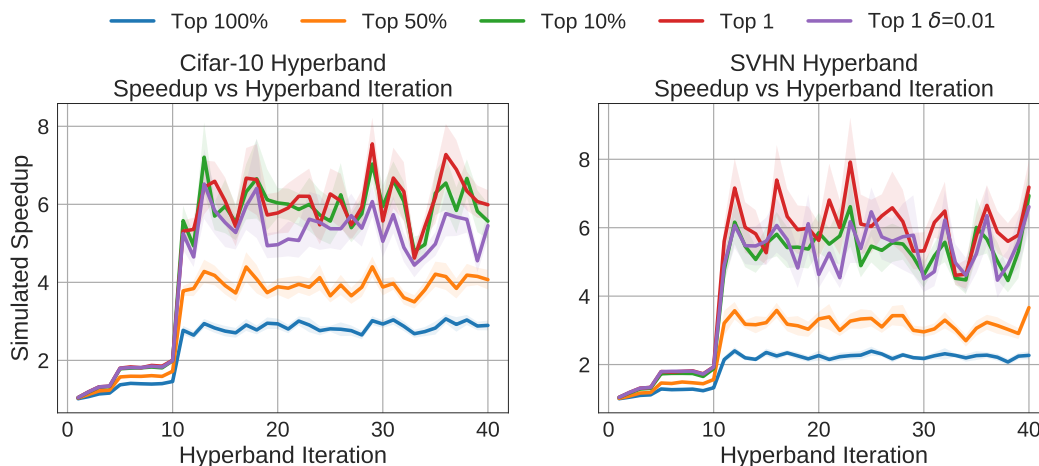 Top 100% Top 50% Top 10% Top 1 Top 1 δ=0.01
Cifar-10 Hyperband
Speedup vs Hyperband Iteration
Simulated Speedup
8
6
4
2
0 10 20 30 40
Hyperband Iteration
SVHN Hyperband
Speedup vs Hyperband Iteration
8
6
4
2
0 10 20 30 40
Hyperband Iteration